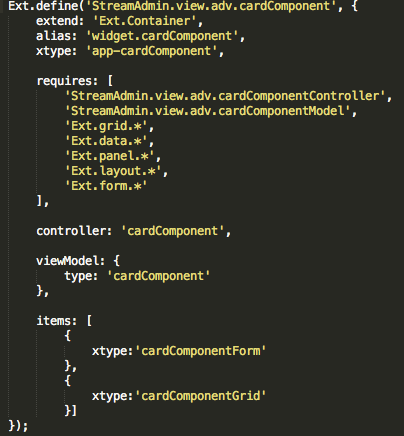 Ext.define('StreamAdmin.view.adv.cardComponent', {
    extend: 'Ext.Container',
    alias: 'widget.cardComponent',
    xtype: 'app-cardComponent',

    requires: [
        'StreamAdmin.view.adv.cardComponentController',
        'StreamAdmin.view.adv.cardComponentModel',
        'Ext.grid.*',
        'Ext.data.*',
        'Ext.panel.*',
        'Ext.layout.*',
        'Ext.form.*'
    ],

    controller: 'cardComponent',

    viewModel: {
        type: 'cardComponent'
    },

    items: [
        {
            xtype:'cardComponentForm'
        },
        {
            xtype:'cardComponentGrid'
        }]
});